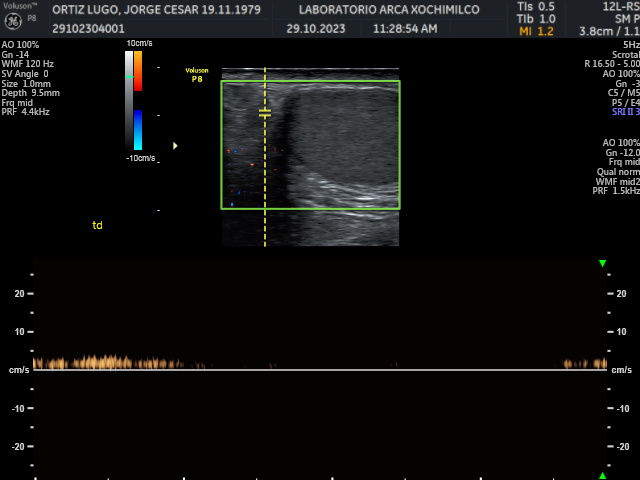 Voluson™
GE
P8
ORTIZ LUGO, JORGE CESAR 19.11.1979
LABORATORIO ARCA XOCHIMILCO
29102304001
29.10.2023
11:28:54 AM
TIs 0.5
TIb 1.0
MI 1.2
12L-RS
SM P
3.8cm / 1.1
AO 100%
Gn -14
WMF 120 Hz
SV Angle 0
Size 1.0mm
Depth 9.5mm
Frq mid
PRF 4.4kHz
10cm/s
-10cm/s
Voluson
P8
5Hz
Scrotal
R 16.50 - 5.00
AO 100%
Gn -3
C5 / M5
P5 / E4
SRI II 3
AO 100%
Gn -12.0
Frq mid
Qual norm
WMF mid2
PRF 1.5kHz
td
20
20
10
10
cm/s
cm/s
-10
-10
-20
-20